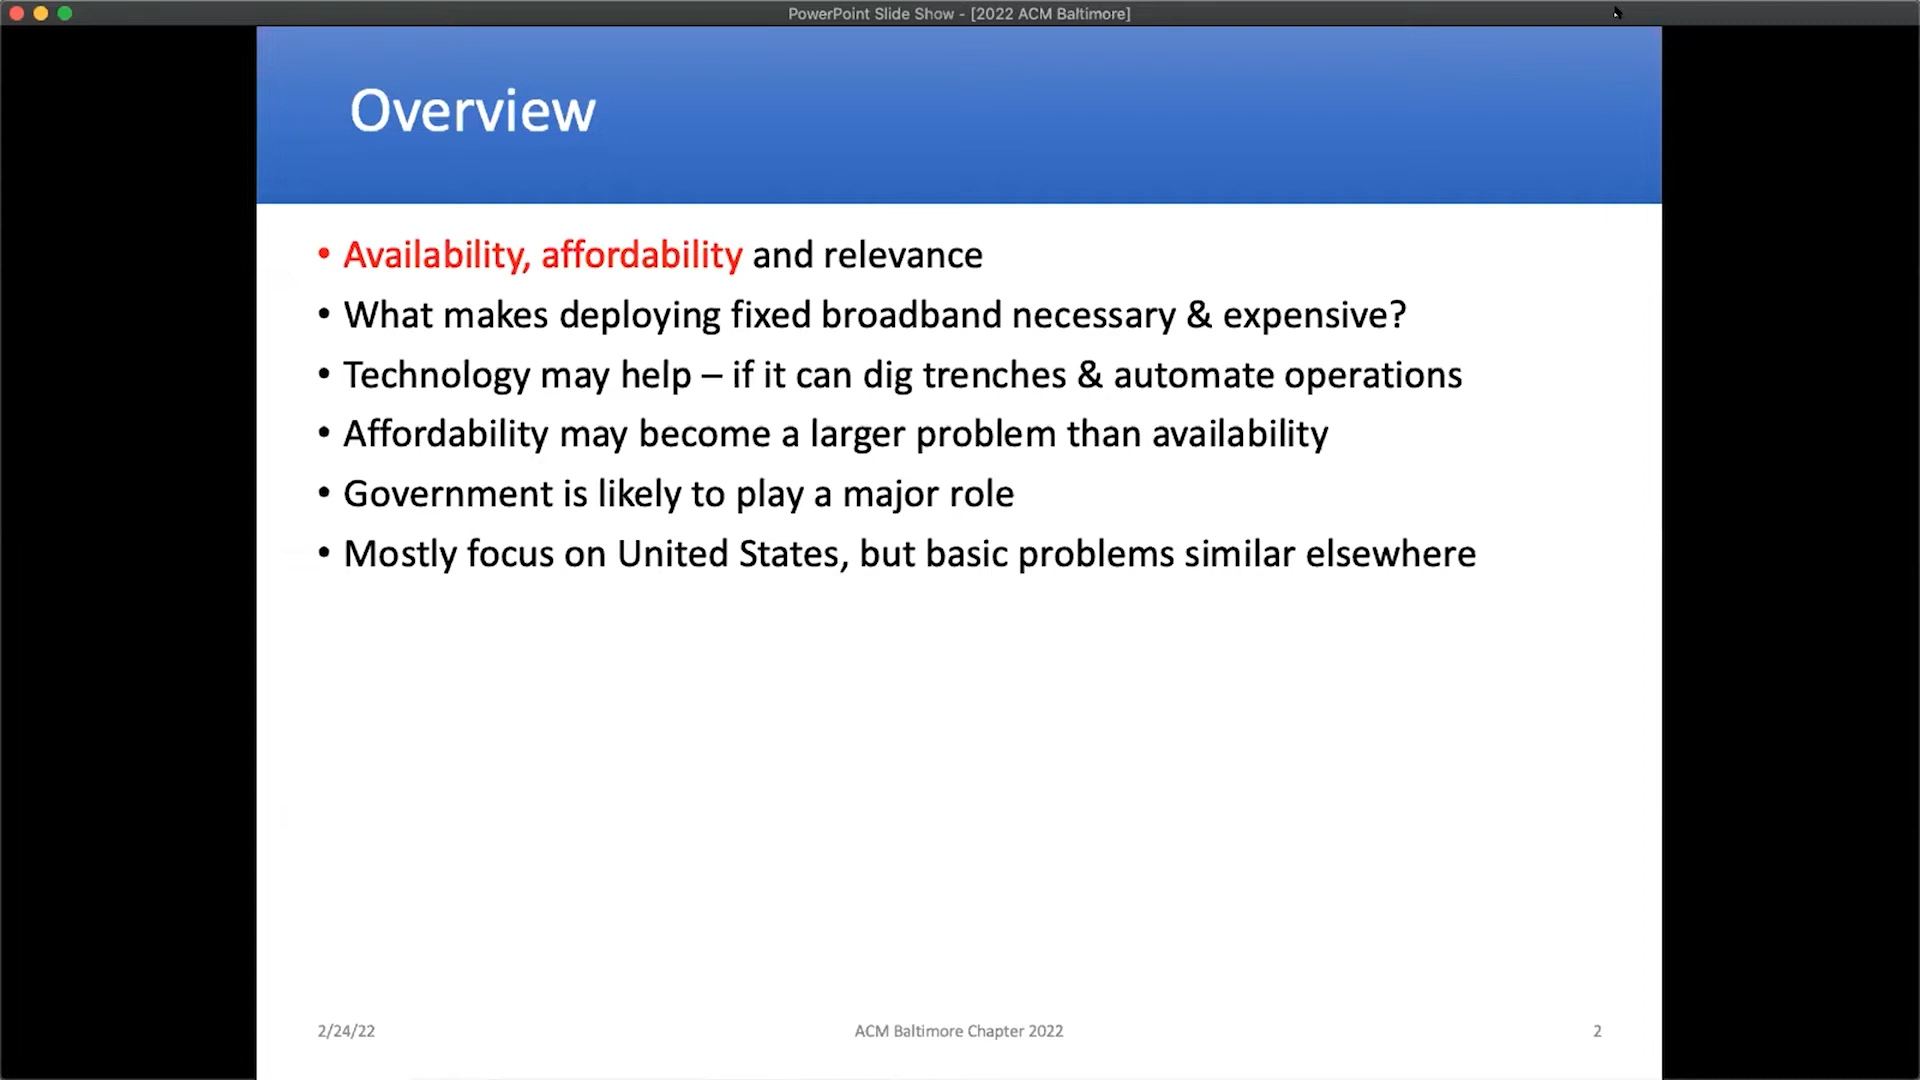 PowerPoint Slide Show - [2022 ACM Baltimore]
Overview
• Availability, affordability and relevance
• What makes deploying fixed broadband necessary & expensive?
• Technology may help – if it can dig trenches & automate operations
• Affordability may become a larger problem than availability
• Government is likely to play a major role
• Mostly focus on United States, but basic problems similar elsewhere
2/24/22
ACM Baltimore Chapter 2022
2